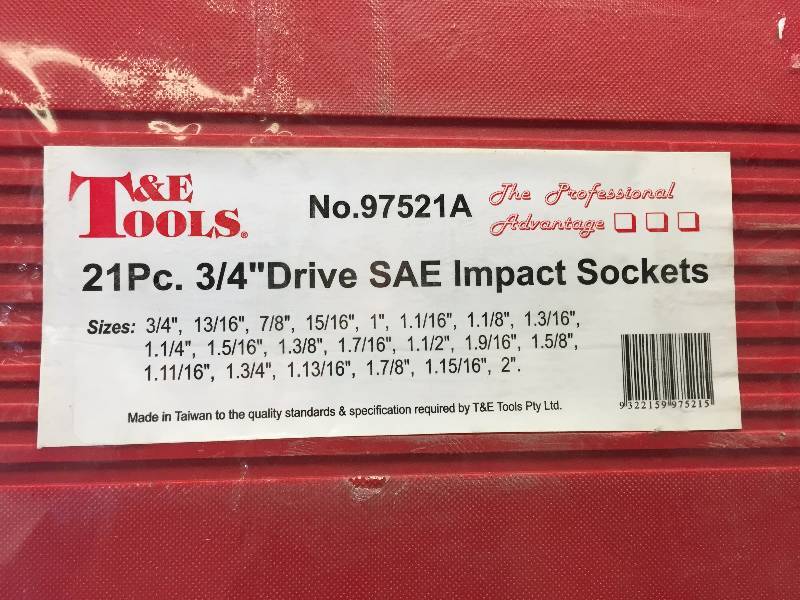 T&E TOOLS®
No.97521A
The Professional
Advantage
21Pc. 3/4"Drive SAE Impact Sockets
Sizes: 3/4", 13/16", 7/8", 15/16", 1", 1.1/16", 1.1/8", 1.3/16",
1.1/4", 1.5/16", 1.3/8", 1.7/16", 1.1/2", 1.9/16", 1.5/8",
1.11/16", 1.3/4", 1.13/16", 1.7/8", 1.15/16", 2".
9322159975215
Made in Taiwan to the quality standards & specification required by T&E Tools Pty Ltd.